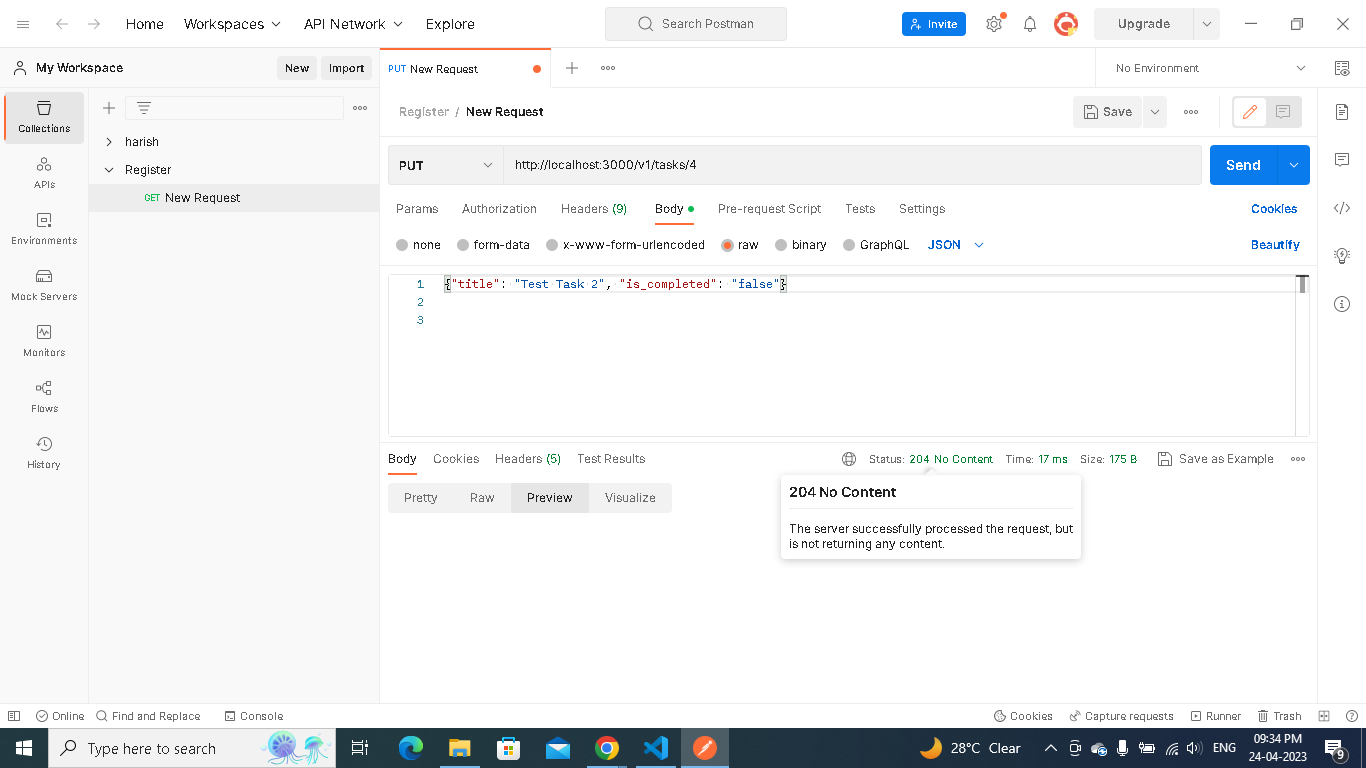 Home Workspaces API Network Explore Search Postman Invite Upgrade
My Workspace New Import PUT New Request No Environment
Collections
APIs
Environments
Mock Servers
Monitors
Flows
History
harish
Register
GET New Request
Register / New Request Save
PUT http://localhost:3000/v1/tasks/4 Send
Params Authorization Headers (9) Body Pre-request Script Tests Settings Cookies
none form-data x-www-form-urlencoded raw binary GraphQL JSON Beautify
1 {"title": "Test Task 2", "is_completed": "false"}
2
3
Body Cookies Headers (5) Test Results Status: 204 No Content Time: 17 ms Size: 175 B Save as Example
Pretty Raw Preview Visualize
204 No Content
The server successfully processed the request, but
is not returning any content.
Online Find and Replace Console Cookies Capture requests Runner Trash
Type here to search 28°C Clear ENG 09:34 PM
24-04-2023 9